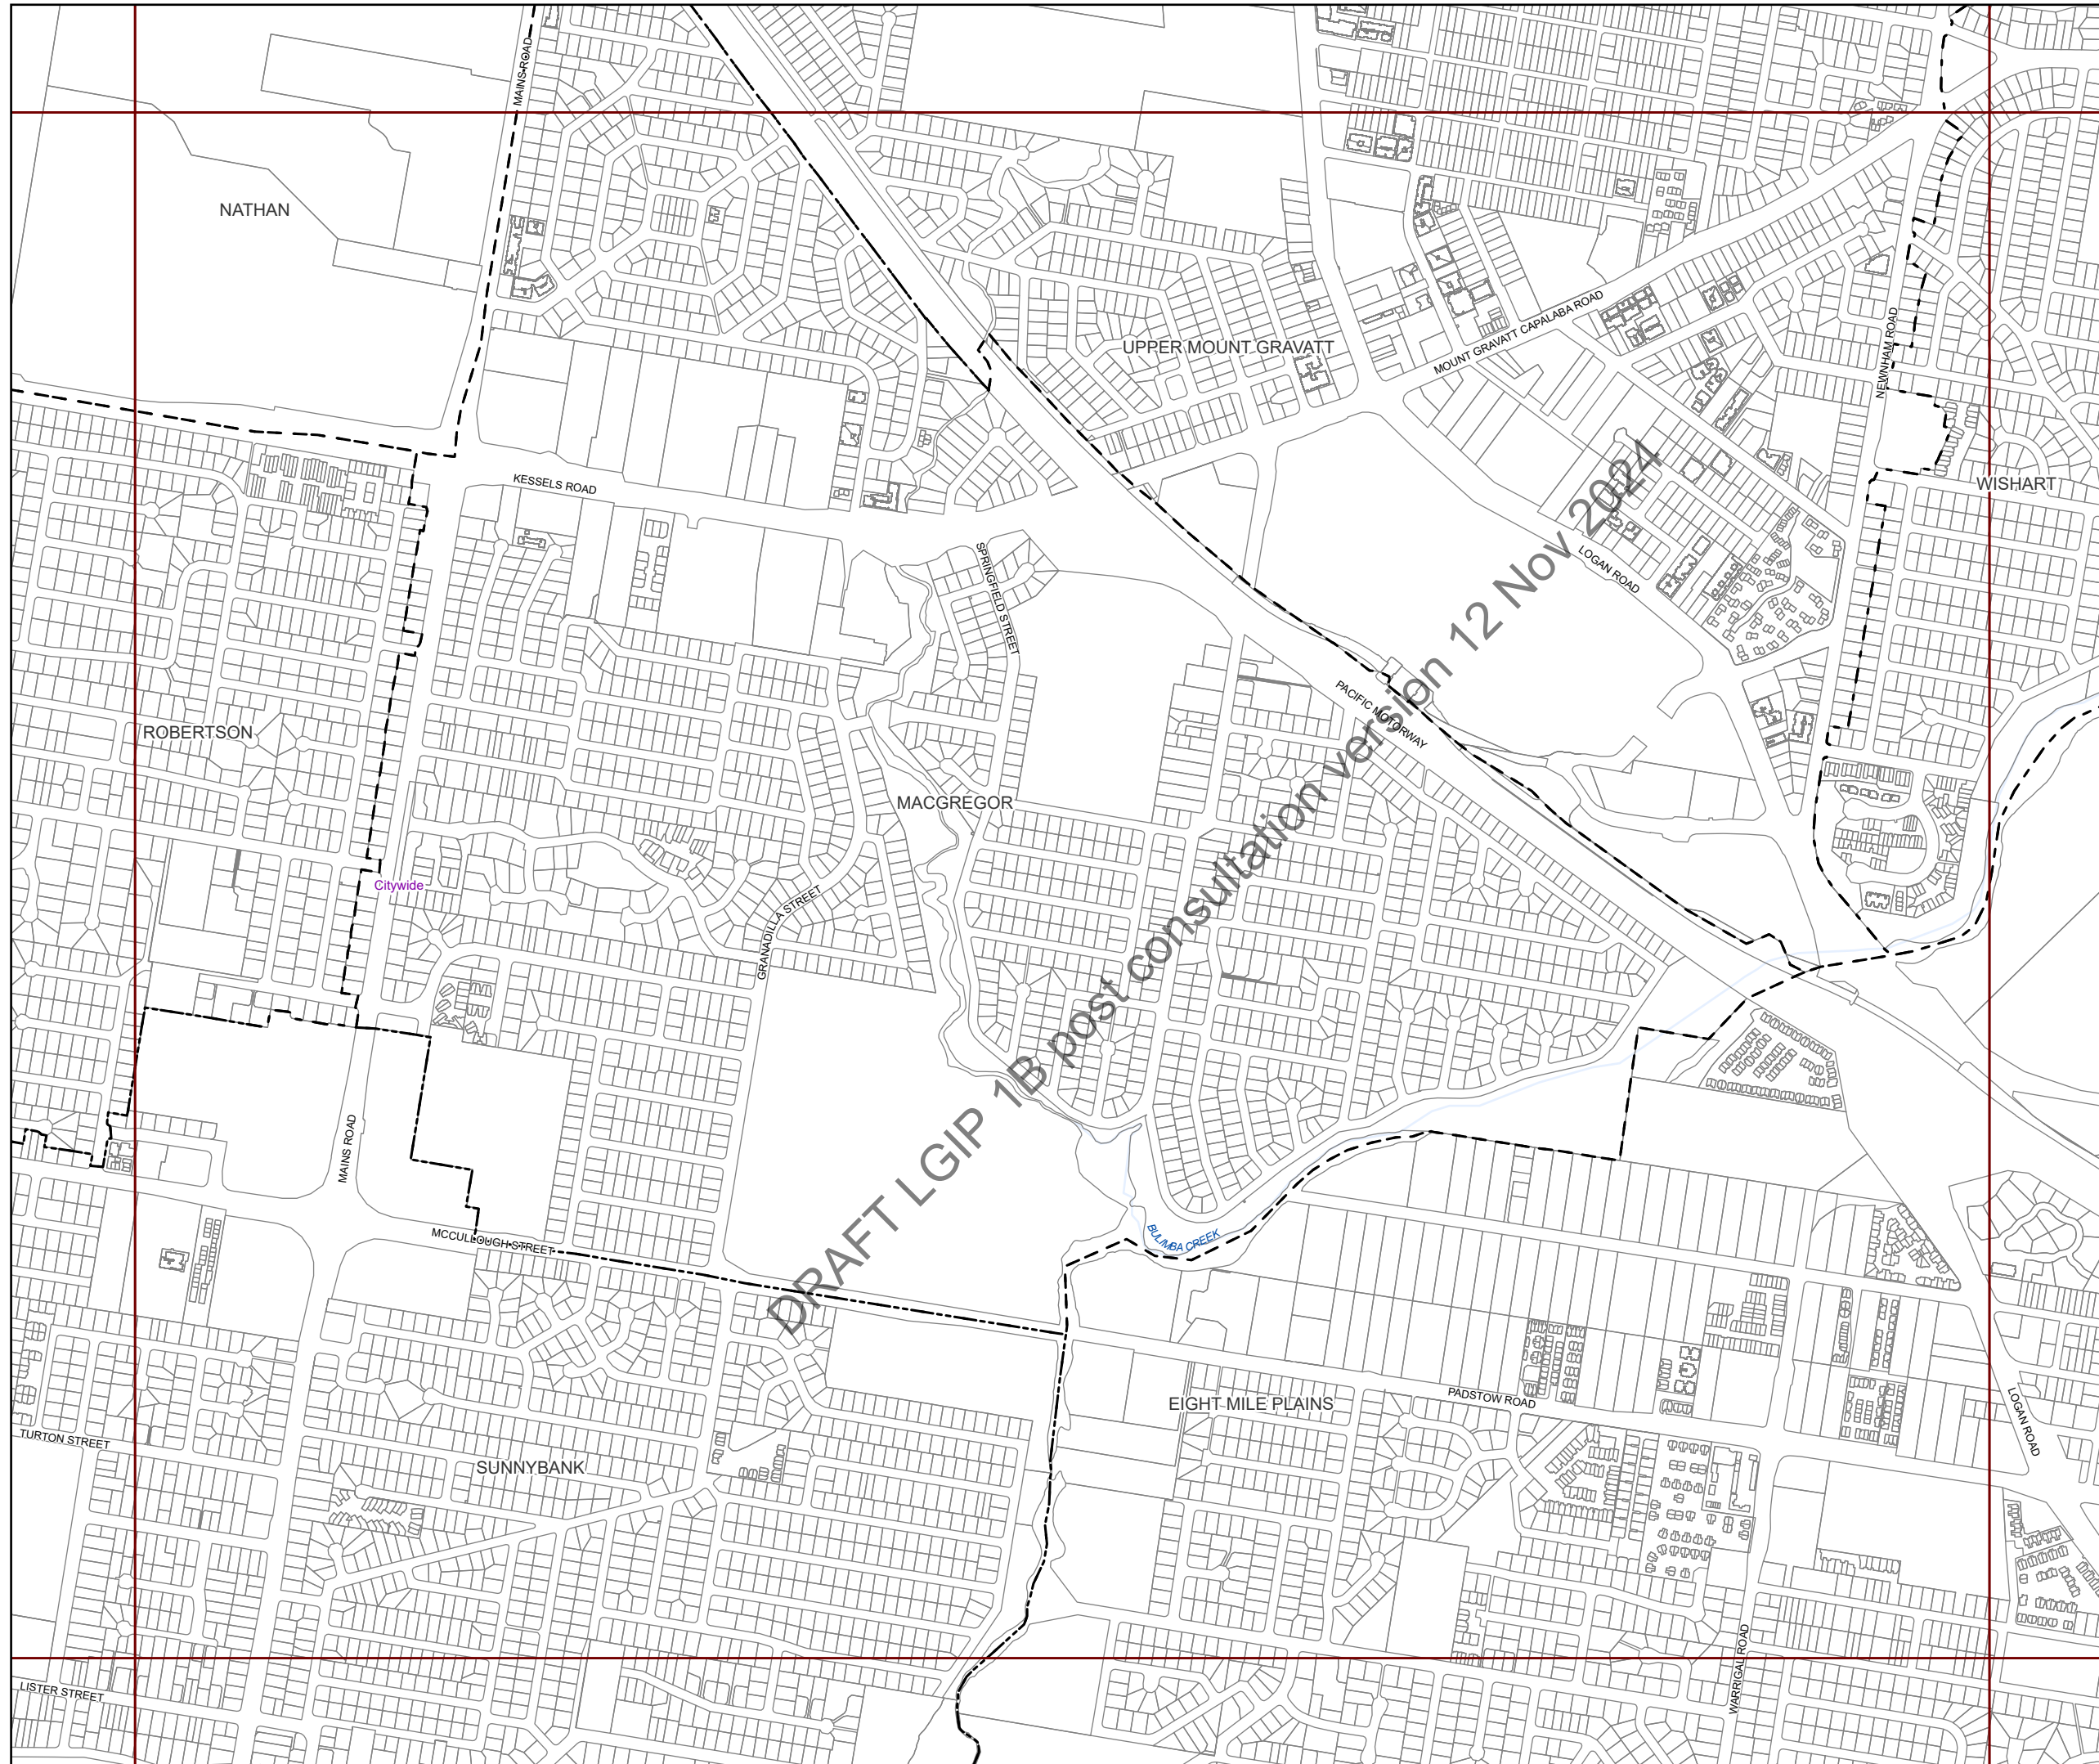 MAINS ROAD
NATHAN
UPPER MOUNT GRAVATT
MOUNT GRAVATT CAPALABA ROAD
NEWNHAM ROAD
KESSELS ROAD
WISHART
SPRINGFIELD STREET
LOGAN ROAD
PACIFIC MOTORWAY
ROBERTSON
MACGREGOR
Citywide
GRANADILLA STREET
DRAFT LGIP 1B post consultation version 12 Nov 2024
MAINS ROAD
MCCULLOUGH STREET
BULIMBA CREEK
EIGHT MILE PLAINS
PADSTOW ROAD
LOGAN ROAD
TURTON STREET
SUNNYBANK
WARRIGAL ROAD
LISTER STREET